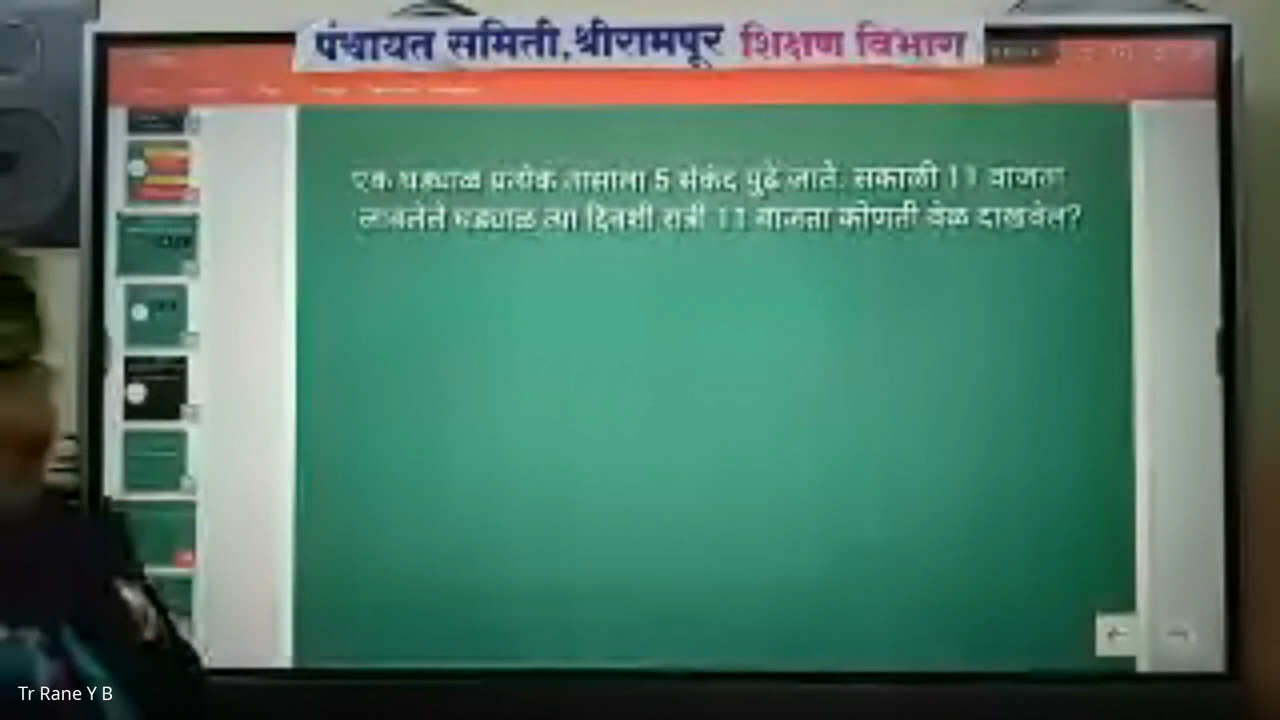 पंचायत समिती,श्रीरामपूर शिक्षण विभाग
एक घड्याळ प्रत्येक तासाला 5 सेकंद पुढे जाते. सकाळी 11 वाजता
लावलेले घड्याळ त्या दिवशी रात्री 11 वाजता कोणती वेळ दाखवेल?
Tr Rane Y B